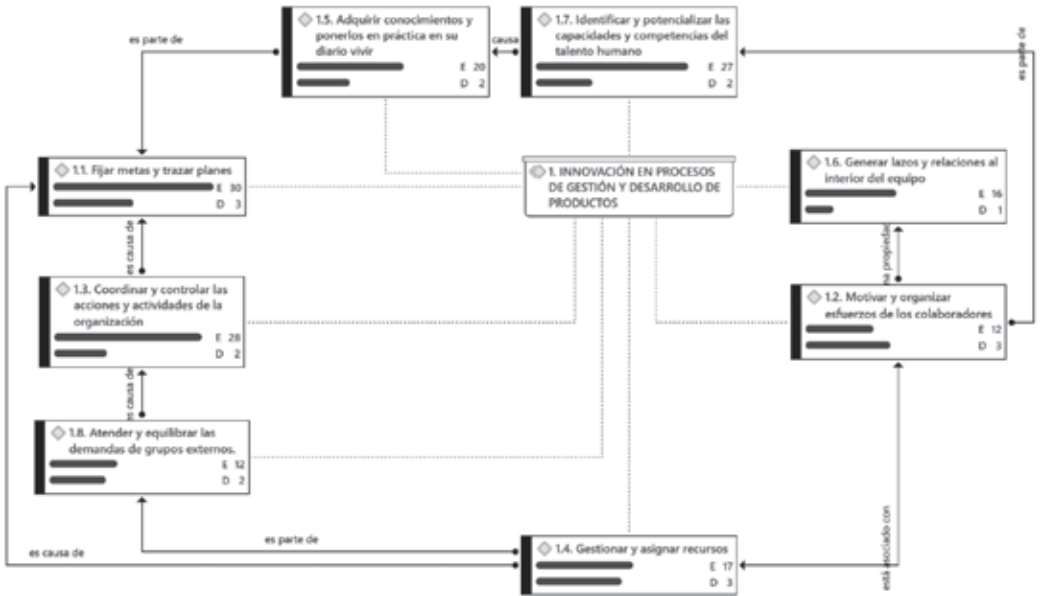 1.5. Adquirir conocimientos y
ponerlos en práctica en su
diario vivir
E 20
D 2
1.7. Identificar y potencializar las
capacidades y competencias del
talento humano
E 27
D 2
es parte de
causa
es parte de
1.1. Fijar metas y trazar planes
E 30
D 3
1. INNOVACIÓN EN PROCESOS
DE GESTIÓN Y DESARROLLO DE
PRODUCTOS
1.6. Generar lazos y relaciones al
interior del equipo
E 16
D 1
es causa de
propiedad
1.3. Coordinar y controlar las
acciones y actividades de la
organización
E 28
D 2
1.2. Motivar y organizar
esfuerzos de los colaboradores
E 12
D 3
es causa de
1.8. Atender y equilibrar las
demandas de grupos externos.
E 12
D 2
es causa de
es parte de
está asociado con
1.4. Gestionar y asignar recursos
E 17
D 3